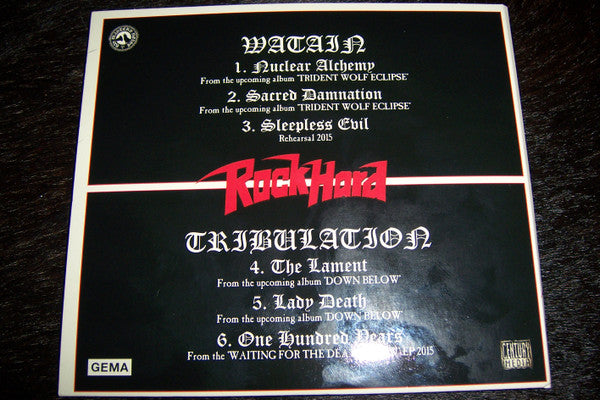 WATAIN
1. Nuclear Alchemy
From the upcoming album 'TRIDENT WOLF ECLIPSE'
2. Sacred Damnation
From the upcoming album 'TRIDENT WOLF ECLIPSE'
3. Sleepless Evil
Rehearsal 2015
RockHard
TRIBULATION
4. The Lament
From the upcoming album 'DOWN BELOW'
5. Lady Death
From the upcoming album 'DOWN BELOW'
6. One Hundred Years
From the 'WAITING FOR THE EP 2015
GEMA
CENTURY
MEDIA